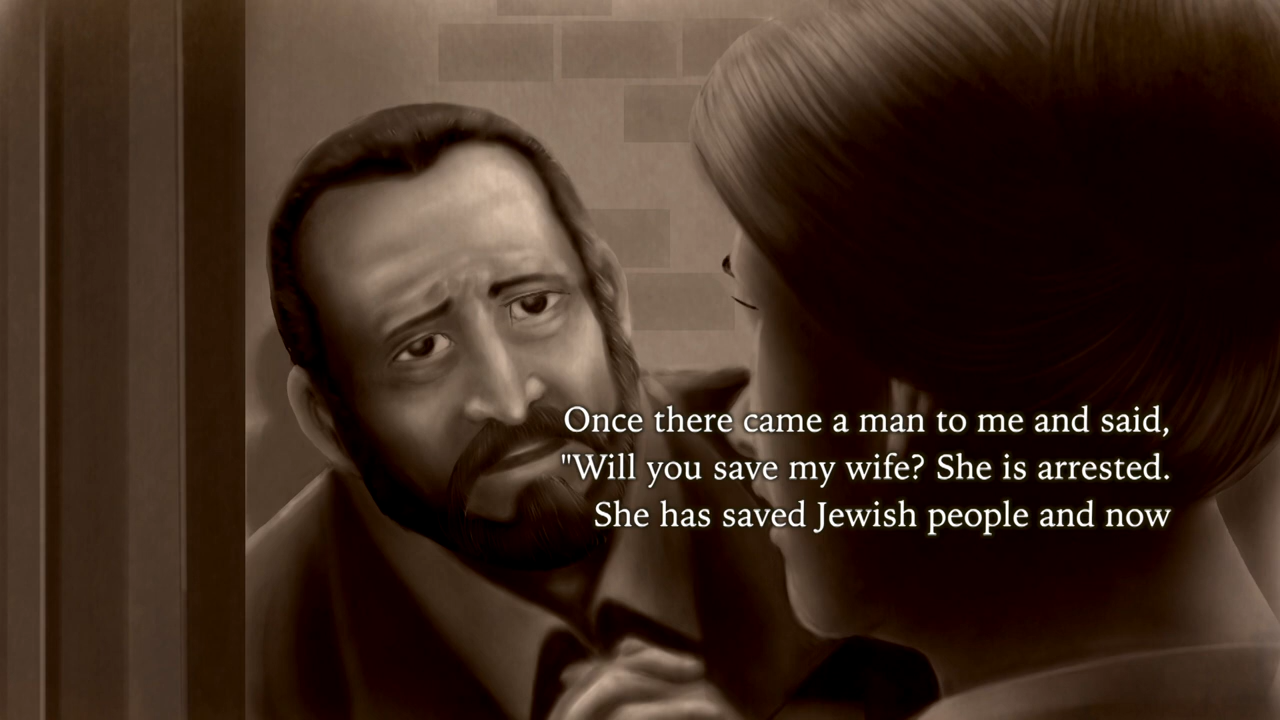 Once there came a man to me and said,
"Will you save my wife? She is arrested.
She has saved Jewish people and now